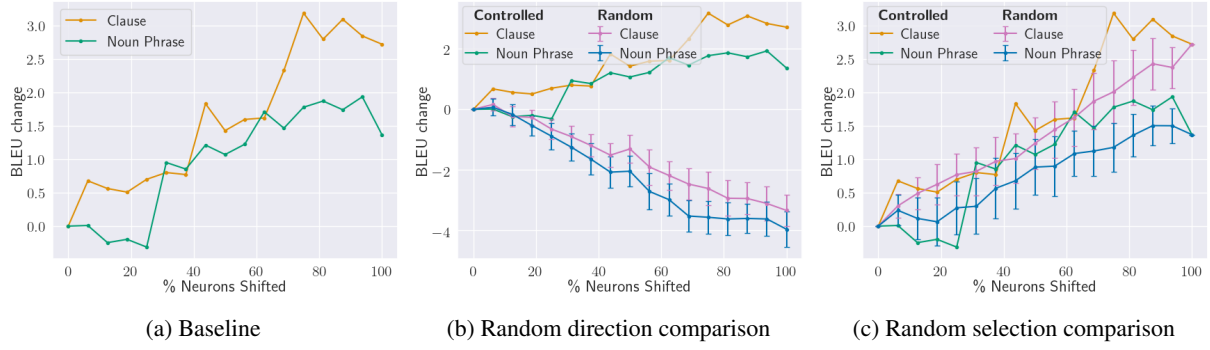 Clause
Noun Phrase
3.0
2.5
2.0
1.5
1.0
0.5
0.0
BLEU change
0
20
40
60
80
100
% Neurons Shifted
(a) Baseline
Controlled
Clause
Noun Phrase
Random
Clause
Noun Phrase
2
0
−2
−4
BLEU change
0
20
40
60
80
100
% Neurons Shifted
(b) Random direction comparison
Controlled
Clause
Noun Phrase
Random
Clause
Noun Phrase
3.0
2.5
2.0
1.5
1.0
0.5
0.0
BLEU change
0
20
40
60
80
100
% Neurons Shifted
(c) Random selection comparison